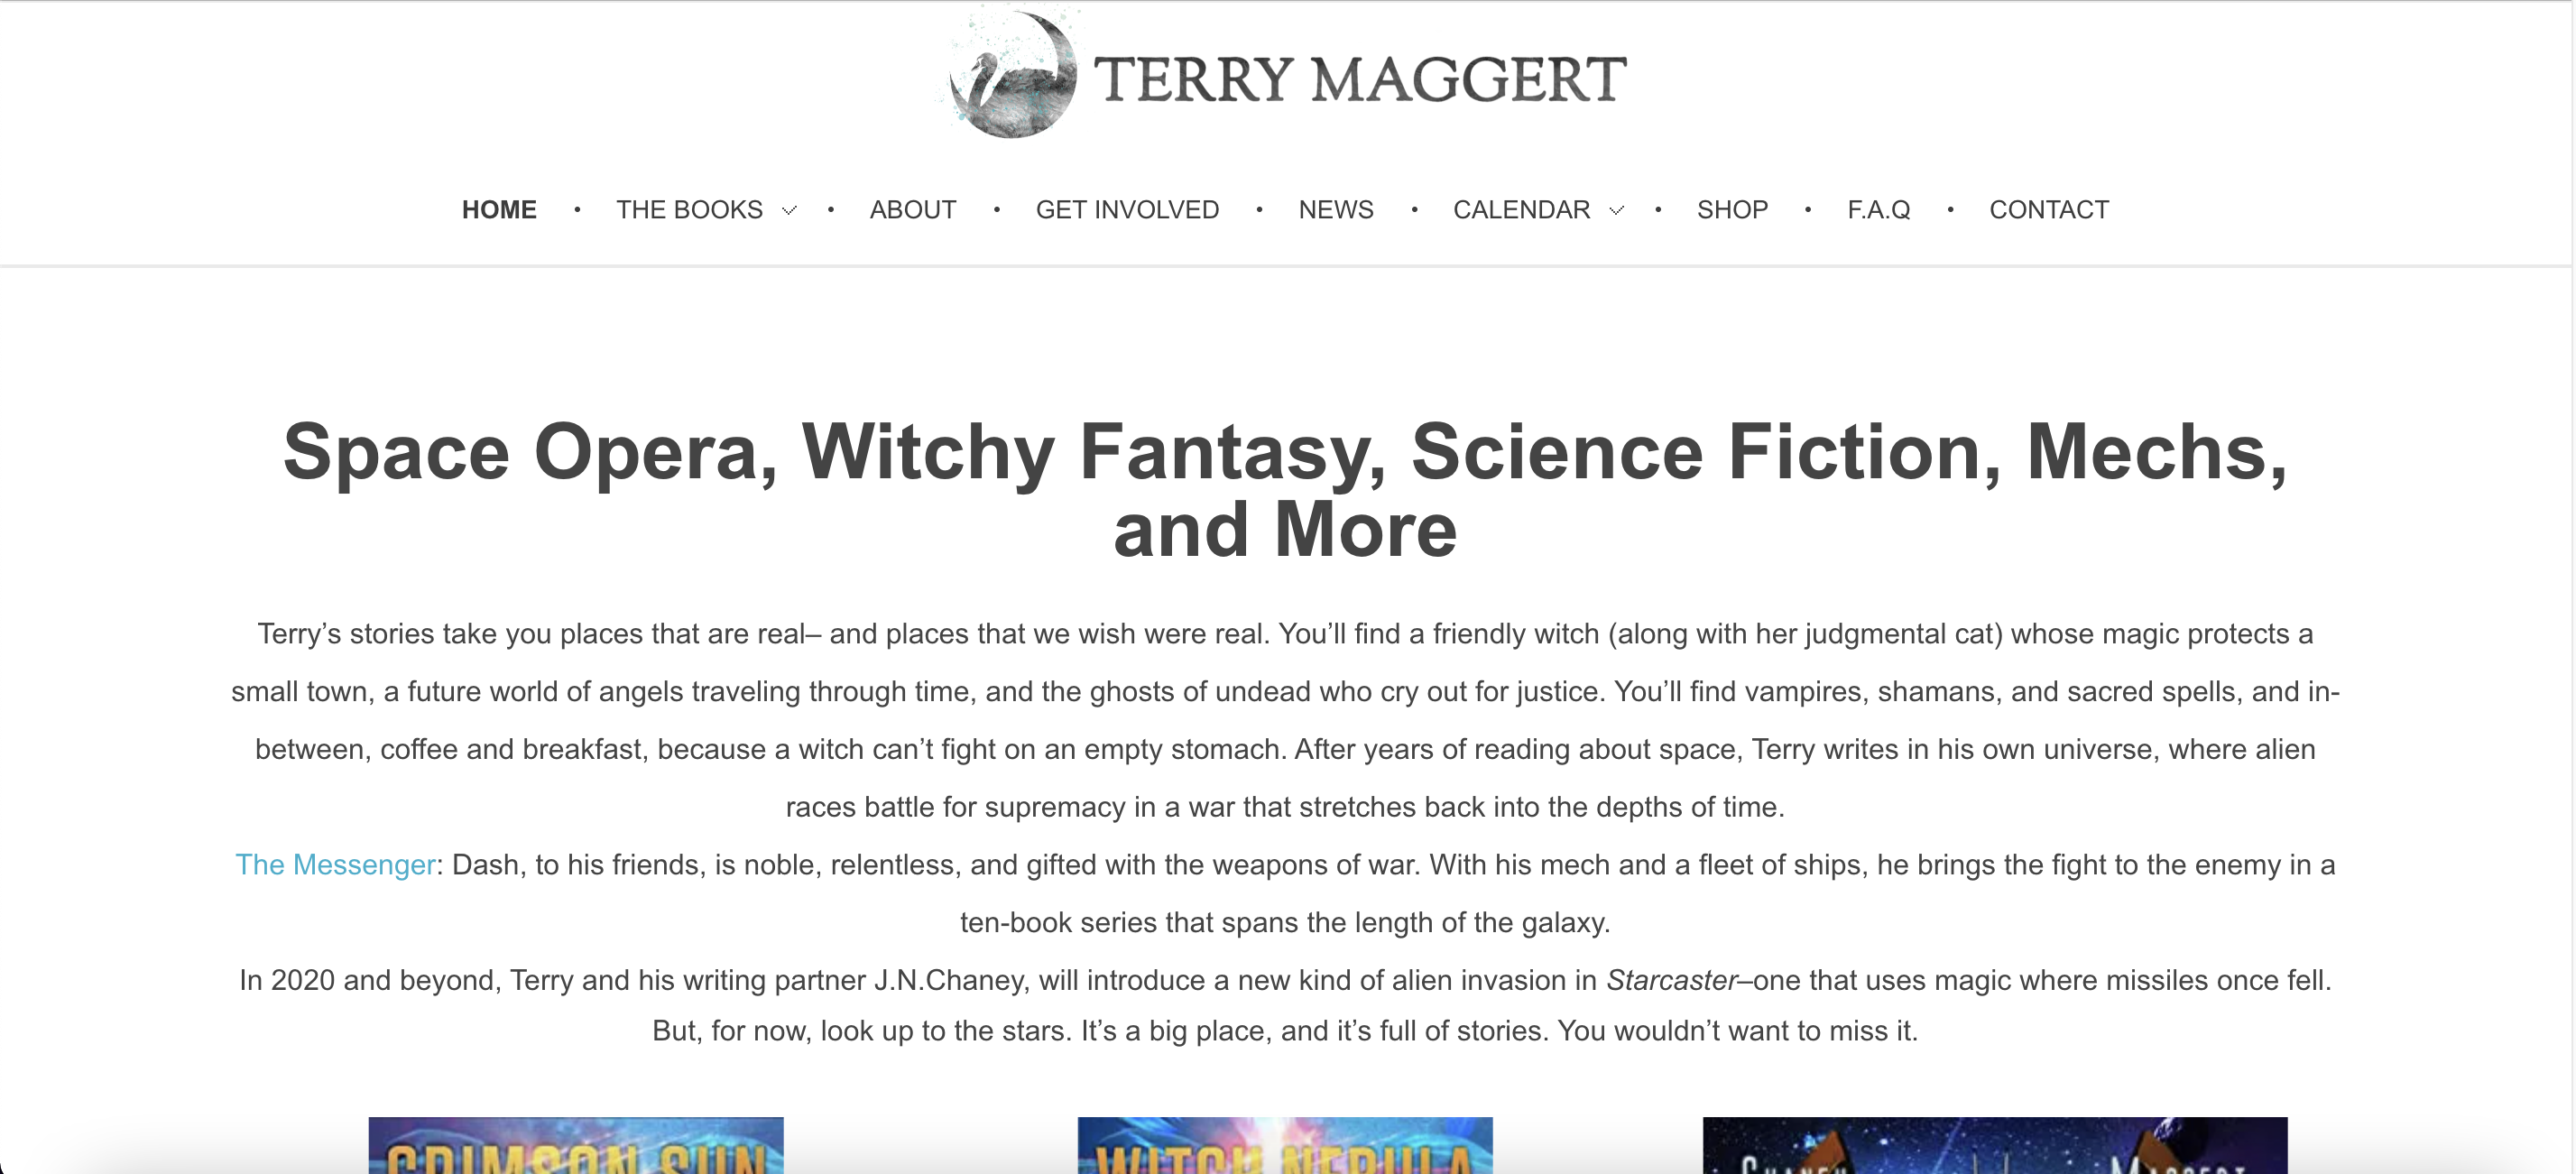 TERRY MAGGERT
HOME • THE BOOKS • ABOUT • GET INVOLVED • NEWS • CALENDAR • SHOP • F.A.Q • CONTACT
Space Opera, Witchy Fantasy, Science Fiction, Mechs,
and More
Terry’s stories take you places that are real– and places that we wish were real. You’ll find a friendly witch (along with her judgmental cat) whose magic protects a
small town, a future world of angels traveling through time, and the ghosts of undead who cry out for justice. You’ll find vampires, shamans, and sacred spells, and in-
between, coffee and breakfast, because a witch can’t fight on an empty stomach. After years of reading about space, Terry writes in his own universe, where alien
races battle for supremacy in a war that stretches back into the depths of time.
The Messenger: Dash, to his friends, is noble, relentless, and gifted with the weapons of war. With his mech and a fleet of ships, he brings the fight to the enemy in a
ten-book series that spans the length of the galaxy.
In 2020 and beyond, Terry and his writing partner J.N.Chaney, will introduce a new kind of alien invasion in Starcaster–one that uses magic where missiles once fell.
But, for now, look up to the stars. It’s a big place, and it’s full of stories. You wouldn’t want to miss it.
CRIMSON SUN
WITCH NEBULA
CHANEY MAGGERT